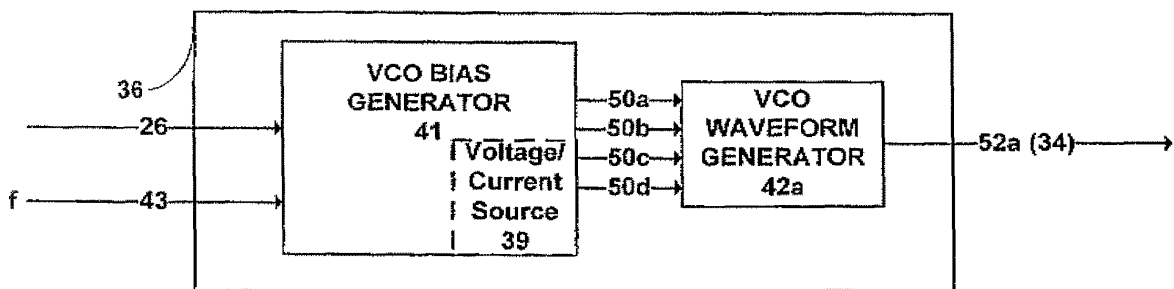 36
VCO BIAS
GENERATOR
41
Voltage/
Current
Source
39
26
f
43
50a
50b
50c
50d
VCO
WAVEFORM
GENERATOR
42a
52a (34)